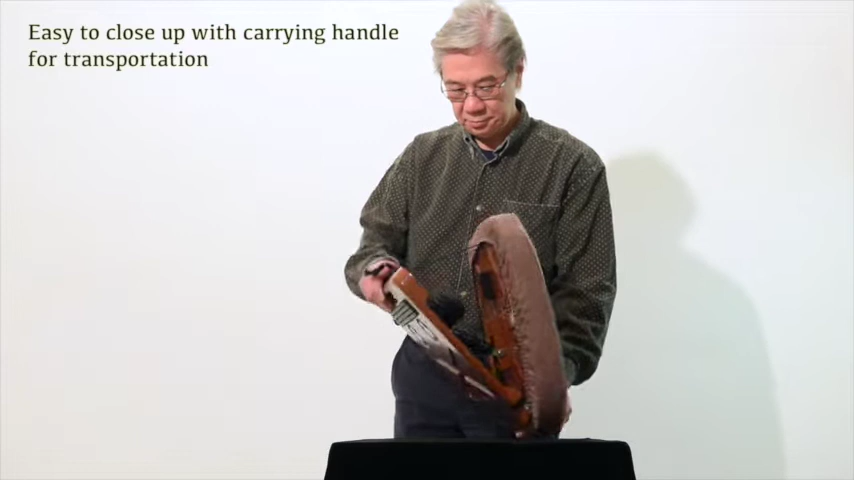 Easy to close up with carrying handle
for transportation